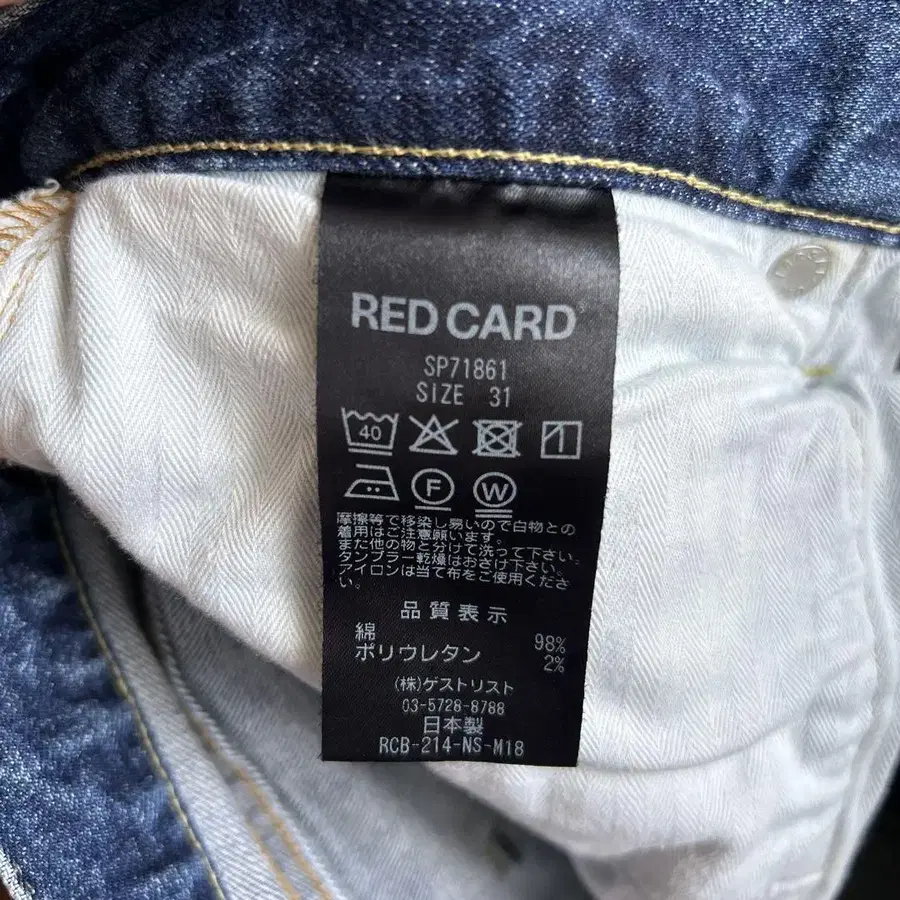 RED CARD
SP71861
SIZE 31
40
F W
摩擦等で移染し易いので白物との
着用はご注意願います。
また他の物と分けて洗って下さい。
タンブラー乾燥はおさけ下さい。
アイロンは当て布をご使用くださ
い。
品質表示
綿 98%
ポリウレタン 2%
(株)ゲストリスト
03-5728-8788
日本製
RCB-214-NS-M18